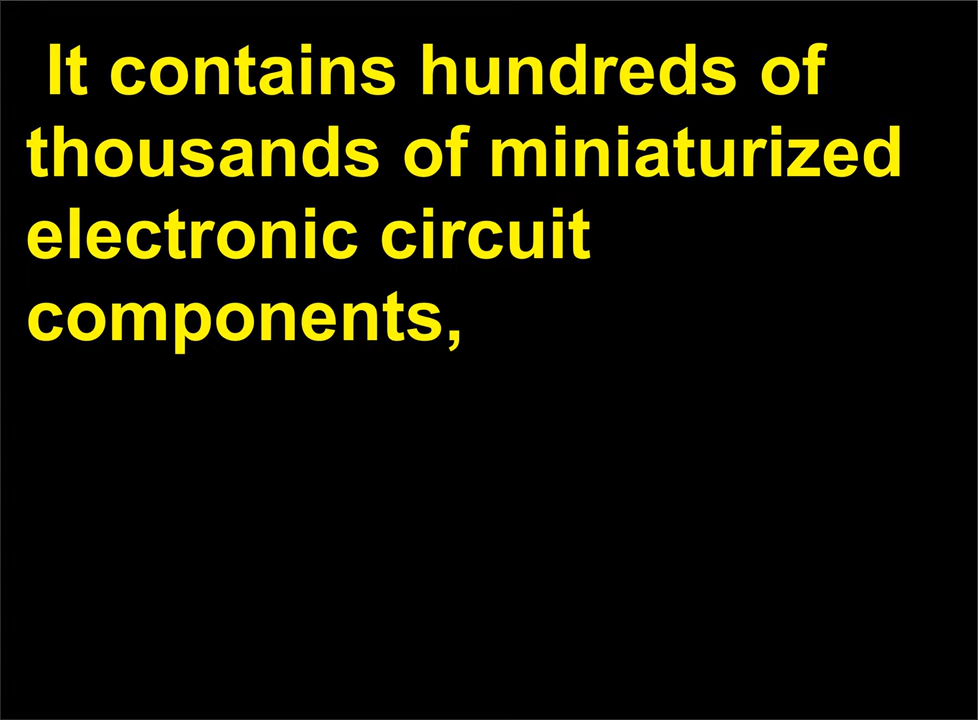 It contains hundreds of
thousands of miniaturized
electronic circuit
components,